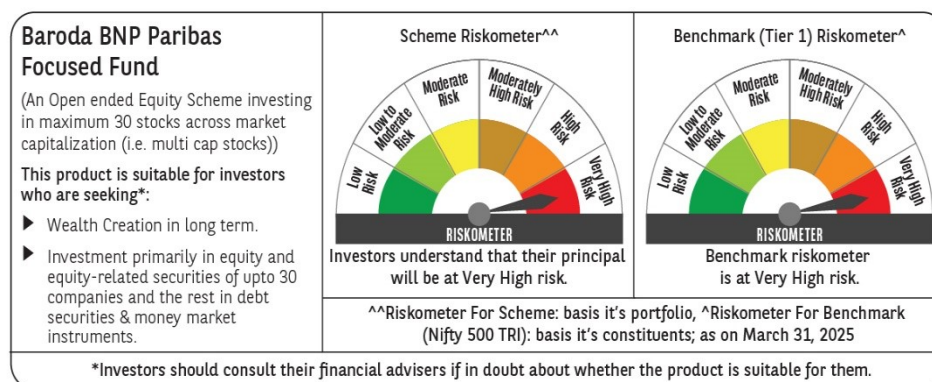 Baroda BNP Paribas
Focused Fund
(An Open ended Equity Scheme investing
in maximum 30 stocks across market
capitalization (i.e. multi cap stocks))
This product is suitable for investors
who are seeking*:
▶ Wealth Creation in long term.
▶ Investment primarily in equity and
equity-related securities of upto 30
companies and the rest in debt
securities & money market
instruments.
Scheme Riskometer^^
Low
Risk
Low to
Moderate
Risk
Moderate
Risk
Moderately
High Risk
High
Risk
Very High
Risk
RISKOMETER
Investors understand that their principal
will be at Very High risk.
Benchmark (Tier 1) Riskometer^
Low
Risk
Low to
Moderate
Risk
Moderate
Risk
Moderately
High Risk
High
Risk
Very High
Risk
RISKOMETER
Benchmark riskometer
is at Very High risk.
^^Riskometer For Scheme: basis it's portfolio, ^Riskometer For Benchmark
(Nifty 500 TRI): basis it's constituents; as on March 31, 2025
*Investors should consult their financial advisers if in doubt about whether the product is suitable for them.